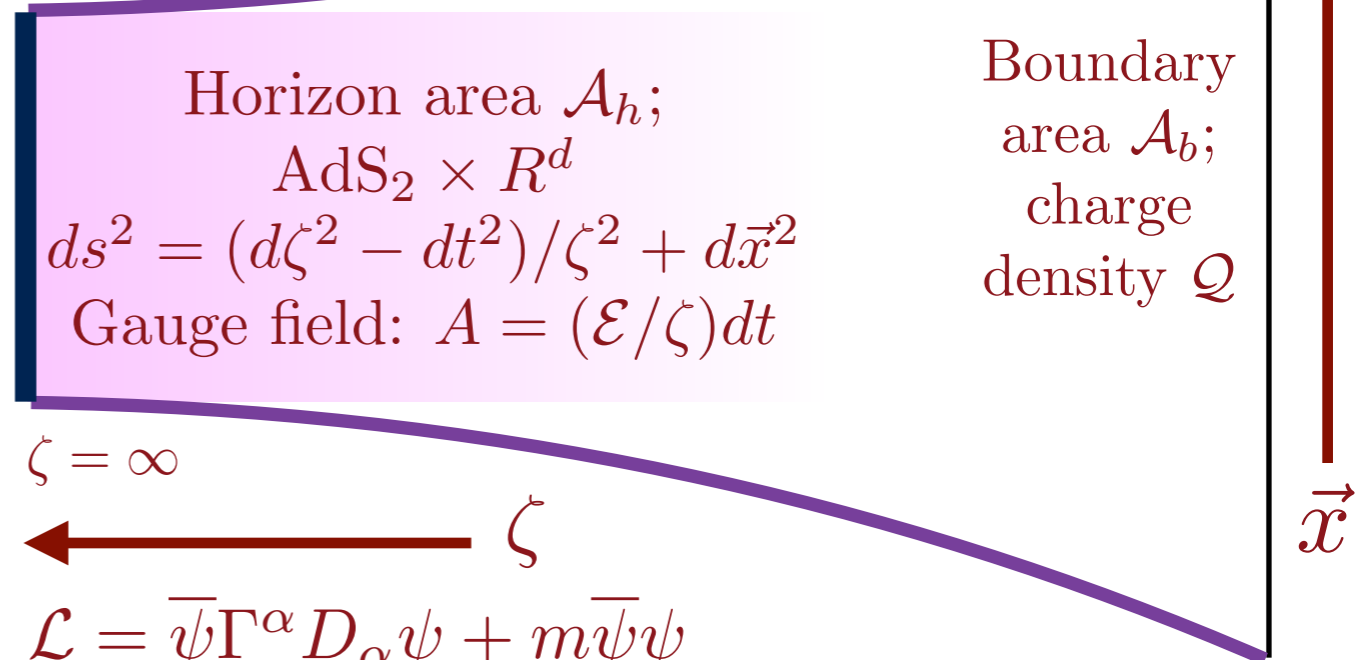 Horizon area 𝒜_h;
AdS₂ × R^d
ds² = (dζ² − dt²)/ζ² + dx⃗²
Gauge field: A = (ℰ/ζ)dt
Boundary
area 𝒜_b;
charge
density 𝒬
ζ = ∞
ζ
x⃗
ℒ = ψ̅Γ^α D_α ψ + mψ̅ψ